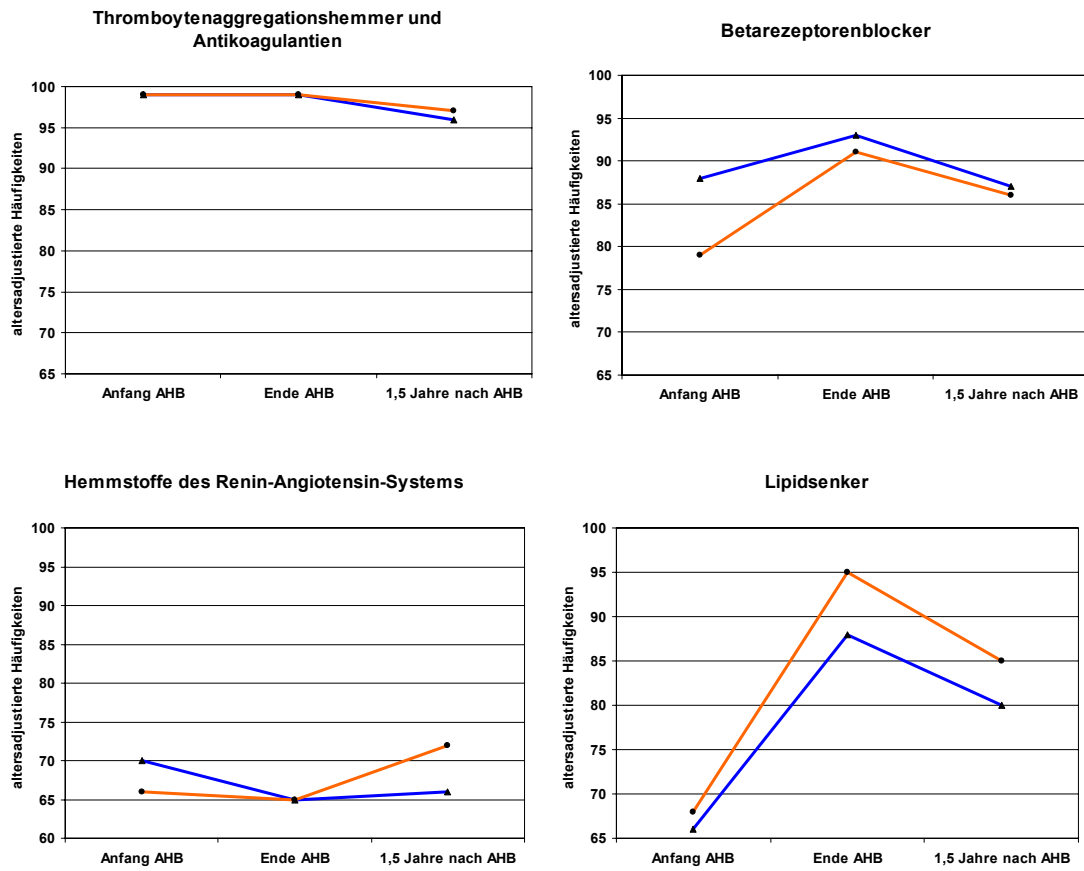 Thromboytenaggregationshemmer und
Antikoagulantien
altersadjustierte Häufigkeiten
100
95
90
85
80
75
70
65
Anfang AHB Ende AHB 1,5 Jahre nach AHB
Betarezeptorenblocker
altersadjustierte Häufigkeiten
100
95
90
85
80
75
70
65
Anfang AHB Ende AHB 1,5 Jahre nach AHB
Hemmstoffe des Renin-Angiotensin-Systems
altersadjustierte Häufigkeiten
100
95
90
85
80
75
70
65
60
Anfang AHB Ende AHB 1,5 Jahre nach AHB
Lipidsenker
altersadjustierte Häufigkeiten
100
95
90
85
80
75
70
65
Anfang AHB Ende AHB 1,5 Jahre nach AHB